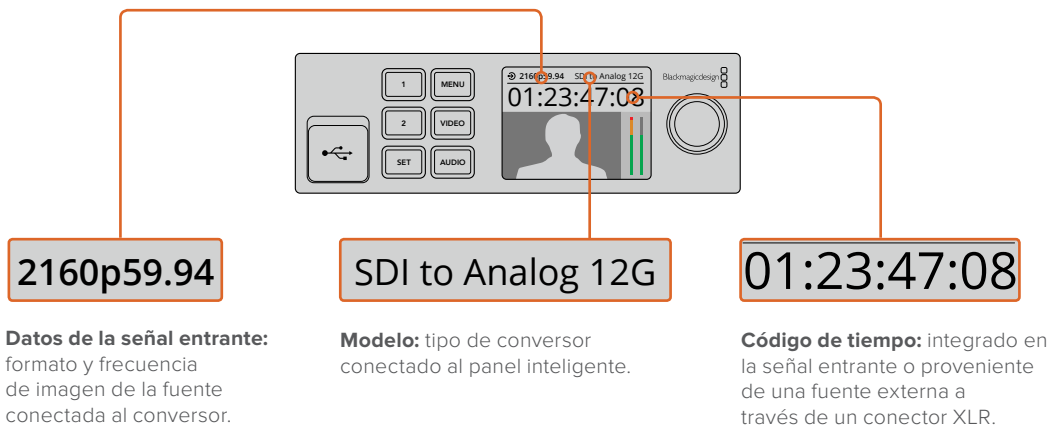 1
MENU
2
VIDEO
SET
AUDIO
2160p59.94 SDI to Analog 12G
01:23:47:08
Blackmagicdesign
2160p59.94
SDI to Analog 12G
01:23:47:08
Datos de la señal entrante:
formato y frecuencia
de imagen de la fuente
conectada al conversor.
Modelo: tipo de conversor
conectado al panel inteligente.
Código de tiempo: integrado en
la señal entrante o proveniente
de una fuente externa a
través de un conector XLR.